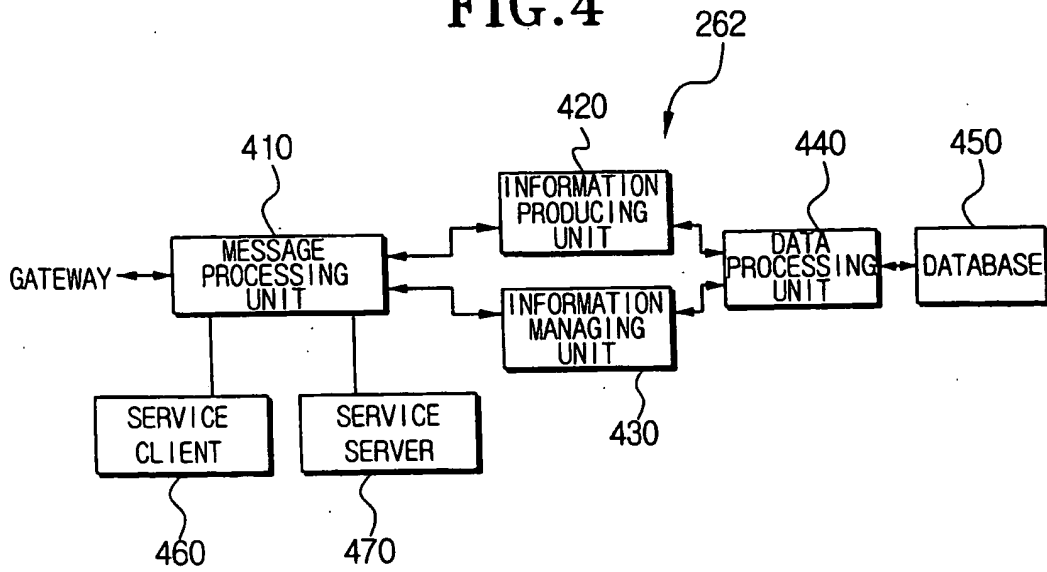 FIG.4
262
420
410
440
450
INFORMATION
PRODUCING
UNIT
MESSAGE
PROCESSING
UNIT
DATA
PROCESSING
UNIT
DATABASE
GATEWAY
INFORMATION
MANAGING
UNIT
430
SERVICE
CLIENT
SERVICE
SERVER
460
470